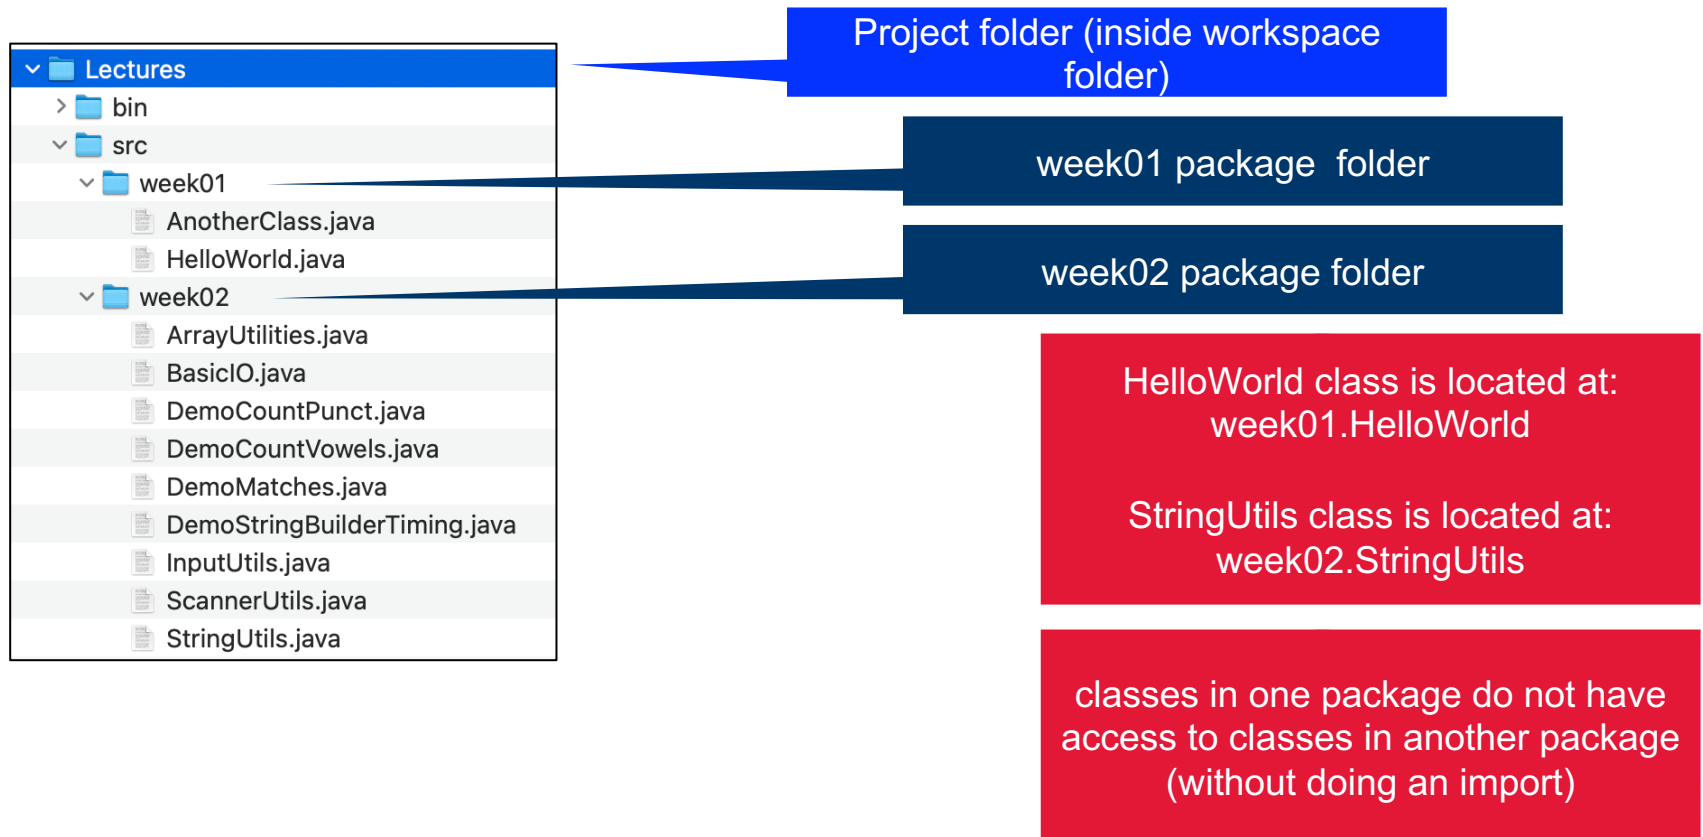 Lectures
bin
src
week01
AnotherClass.java
HelloWorld.java
week02
ArrayUtilities.java
BasicIO.java
DemoCountPunct.java
DemoCountVowels.java
DemoMatches.java
DemoStringBuilderTiming.java
InputUtils.java
ScannerUtils.java
StringUtils.java
Project folder (inside workspace
folder)
week01 package  folder
week02 package folder
HelloWorld class is located at:
week01.HelloWorld
StringUtils class is located at:
week02.StringUtils
classes in one package do not have
access to classes in another package
(without doing an import)